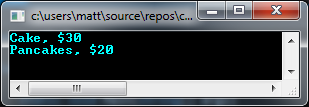 c:\users\matt\source\repos\c...
Cake, $30
Pancakes, $20